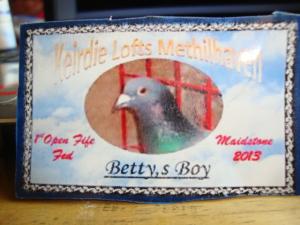 Keirdie Lofts Methilhaven
1st Open Fife
Fed
Maidstone
2013
Betty,s Boy